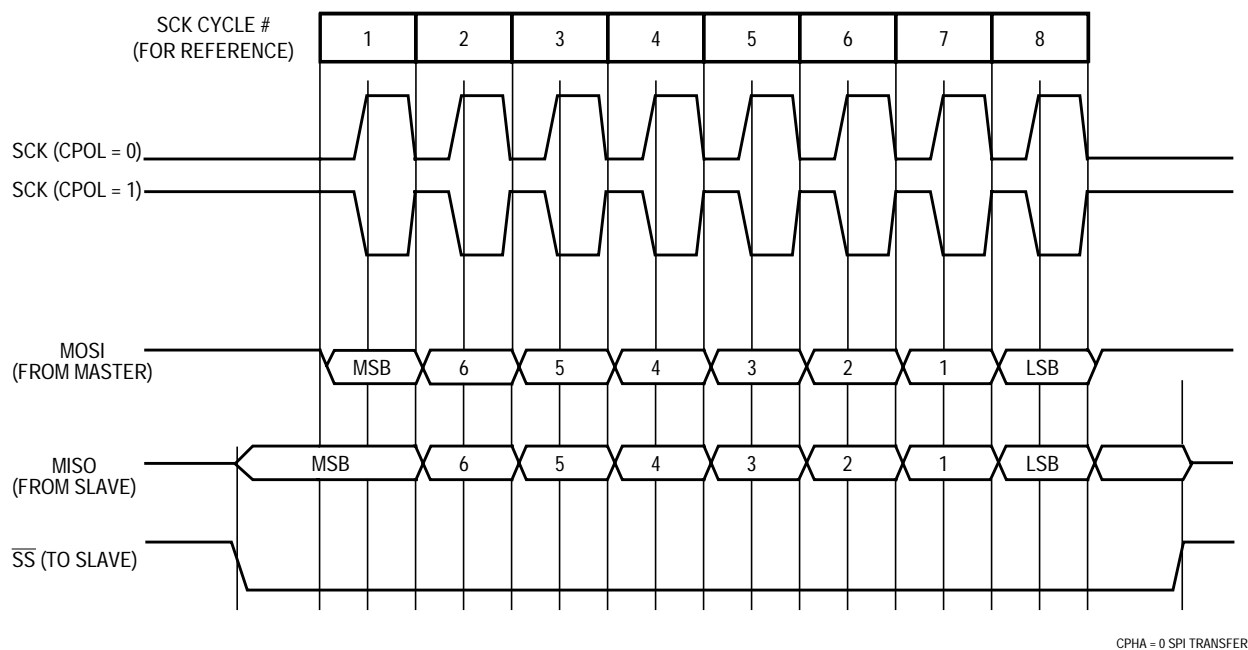 SCK CYCLE #
(FOR REFERENCE)
1 2 3 4 5 6 7 8
SCK (CPOL = 0)
SCK (CPOL = 1)
MOSI
(FROM MASTER)
MSB 6 5 4 3 2 1 LSB
MISO
(FROM SLAVE)
MSB 6 5 4 3 2 1 LSB
S̅S̅ (TO SLAVE)
CPHA = 0 SPI TRANSFER